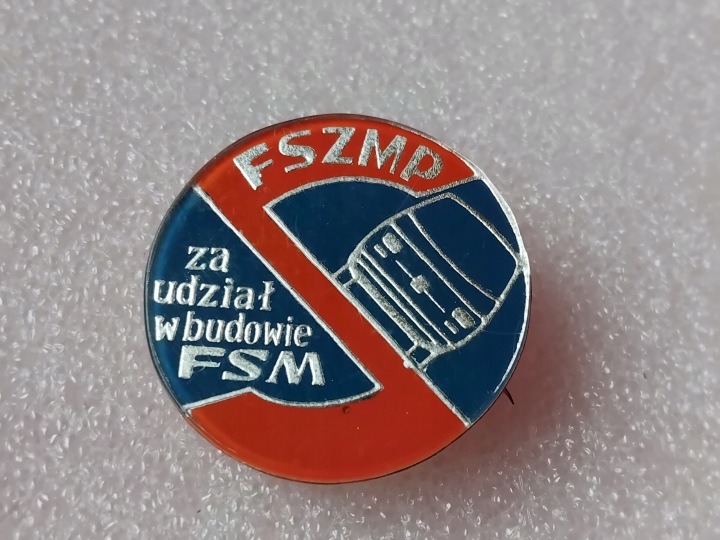 FSZMP
za
udział
w budowie
FSM